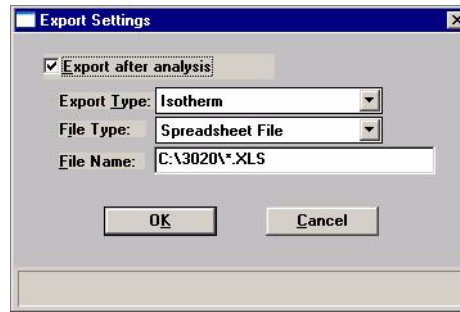 Export Settings
Export after analysis
Export Type: Isotherm
File Type: Spreadsheet File
File Name: C:\3020\*.XLS
OK Cancel